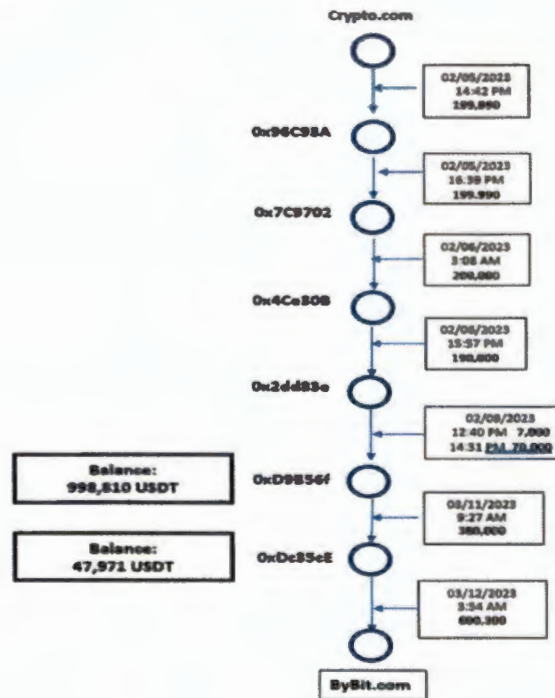 Crypto.com
02/05/2023
14:42 PM
199,990
0x96C98A
02/05/2023
16:39 PM
199.990
0x7C9702
02/06/2023
3:08 AM
200,000
0x4Ce80B
02/08/2023
15:57 PM
190,000
0x2dd83e
02/09/2023
12:40 PM 7,000
14:31 PM 70,000
Balance:
998,810 USDT
0xD9B56f
03/11/2023
9:27 AM
380,000
Balance:
47,971 USDT
0xDc85cE
03/12/2023
3:54 AM
600,300
ByBit.com